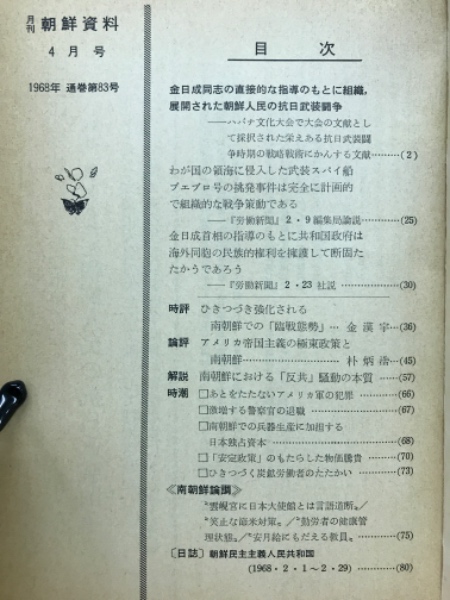 月刊 朝鮮資料
4月号
1968年 通巻第83号
目次
金日成同志の直接的な指導のもとに組織,
展開された朝鮮人民の抗日武装闘争
――ハバナ文化大会で大会の文献とし
て採択された栄えある抗日武装闘
争時期の戦略戦術にかんする文献………(2)
わが国の領海に侵入した武装スパイ船
プエブロ号の挑発事件は完全に計画的
で組織的な戦争策動である
――『労働新聞』2・9編集局論説…………(25)
金日成首相の指導のもとに共和国政府は
海外同胞の民族的権利を擁護して断固た
たかうであろう
――『労働新聞』2・23社説……………(30)
時評 ひきつづき強化される
南朝鮮での「臨戦態勢」… 金漢宇…(36)
論評 アメリカ帝国主義の極東政策と
南朝鮮……………………… 朴炳浩…(45)
解説 南朝鮮における「反共」騒動の本質……(57)
時潮 □あとをたたないアメリカ軍の犯罪…………(66)
□激増する警察官の退職……………………(67)
□南朝鮮での兵器生産に加担する
日本独占資本…………………………(68)
□「安定政策」のもたらした物価騰貴………(70)
□ひきつづく炭鉱労働者のたたかい…………(73)
《南朝鮮論調》
〝雲峴宮に日本大使館とは言語道断〟/
〝笑止な節米対策〟/〝勤労者の健康管
理状態〟/〝安月給にもだえる教員〟…………(75)
〔日誌〕朝鮮民主主義人民共和国
(1968・2・1〜2・29)…………(80)